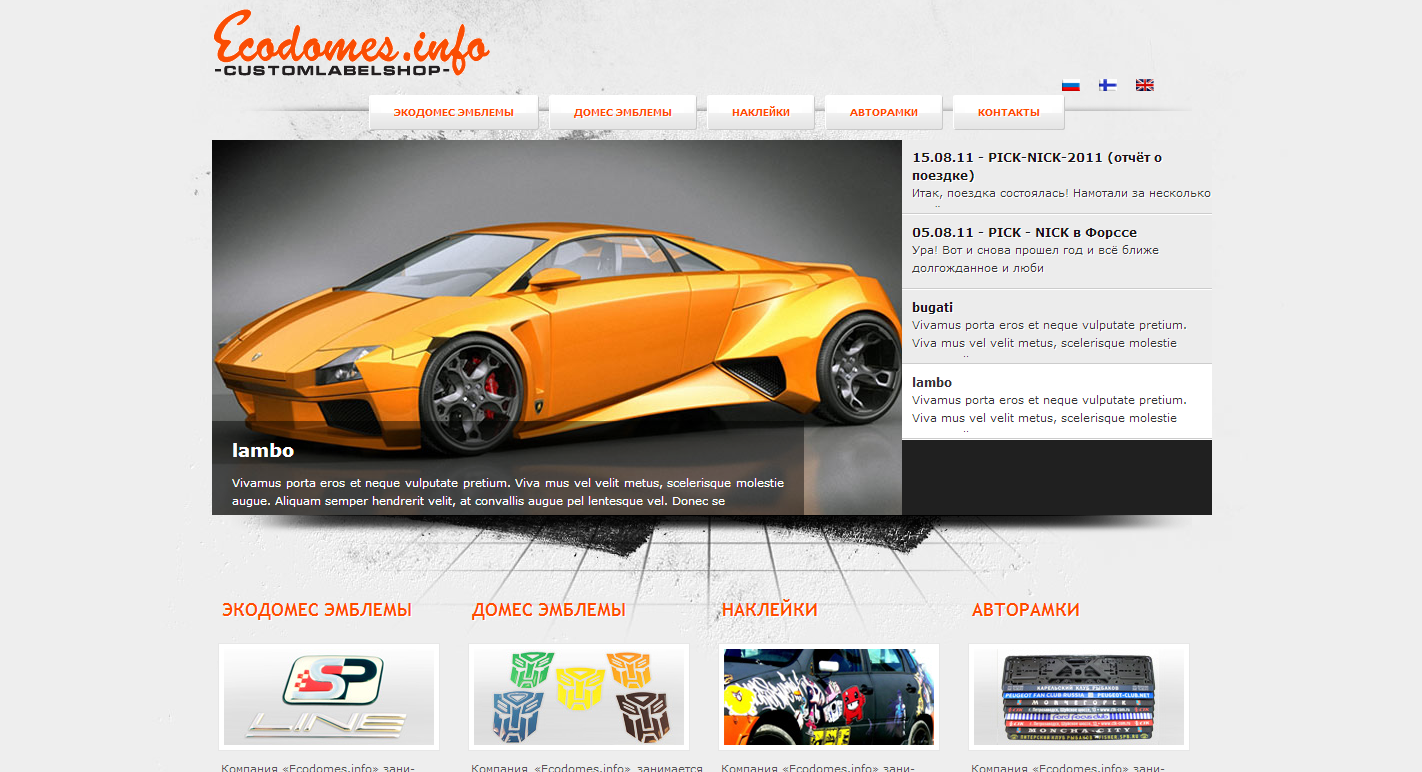 Ecodomes.info
-CUSTOMLABELSHOP-
ЭКОДОМЕС ЭМБЛЕМЫ
ДОМЕС ЭМБЛЕМЫ
НАКЛЕЙКИ
АВТОРАМКИ
КОНТАКТЫ
15.08.11 - PICK-NICK-2011 (отчёт о
поездке)
Итак, поездка состоялась! Намотали за несколько
05.08.11 - PICK - NICK в Форссе
Ура! Вот и снова прошел год и всё ближе
долгожданное и люби
bugati
Vivamus porta eros et neque vulputate pretium.
Viva mus vel velit metus, scelerisque molestie
lambo
Vivamus porta eros et neque vulputate pretium.
Viva mus vel velit metus, scelerisque molestie
lambo
Vivamus porta eros et neque vulputate pretium. Viva mus vel velit metus, scelerisque molestie
augue. Aliquam semper hendrerit velit, at convallis augue pel lentesque vel. Donec se
ЭКОДОМЕС ЭМБЛЕМЫ
ДОМЕС ЭМБЛЕМЫ
НАКЛЕЙКИ
АВТОРАМКИ
SP
LINE
КАРЕЛЬСКИЙ КЛУБ РЫБАКОВ
PEUGEOT FAN CLUB-RUSSIA PEUGEOT-CLUB.NET
МОНЧЕГОРСК
Ford Focus club
MONCHA-CITY
Компания «Ecodomes.info» зани-
Компания «Ecodomes.info» занимается
Компания «Ecodomes.info» зани-
Компания «Ecodomes.info» зани-